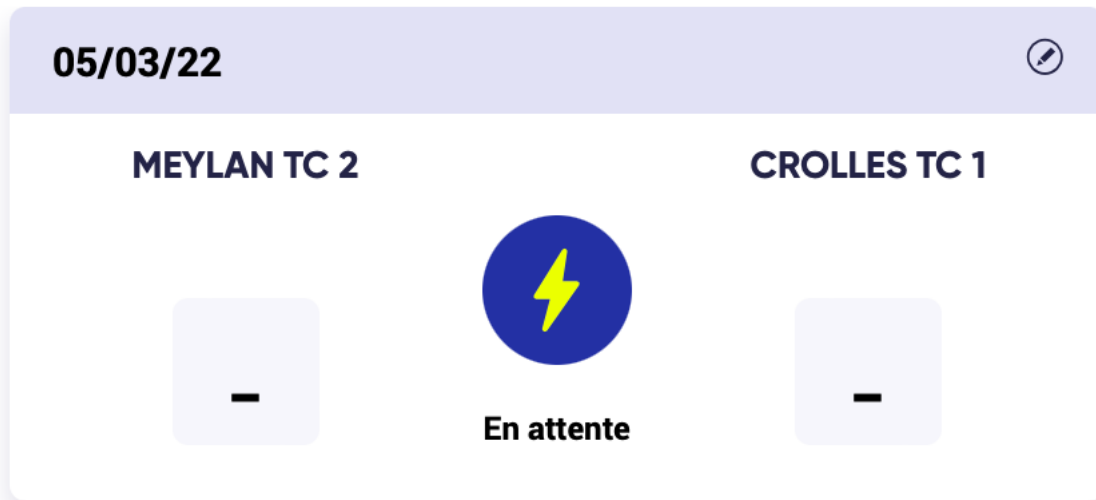 05/03/22
MEYLAN TC 2
CROLLES TC 1
-
-
En attente